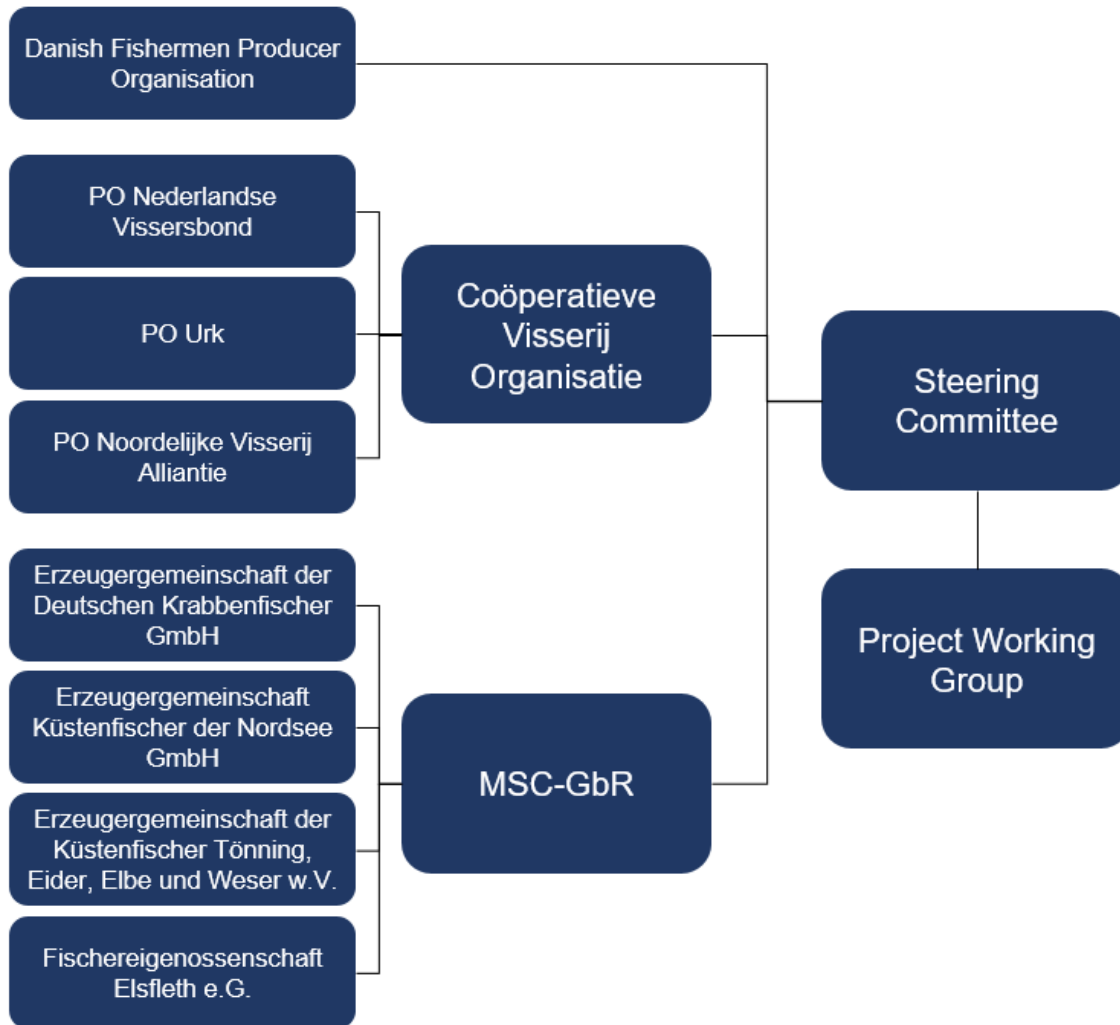 Danish Fishermen Producer
Organisation
PO Nederlandse
Vissersbond
PO Urk
PO Noordelijke Visserij
Alliantie
Coöperatieve
Visserij
Organisatie
Erzeugergemeinschaft der
Deutschen Krabbenfischer
GmbH
Erzeugergemeinschaft
Küstenfischer der Nordsee
GmbH
Erzeugergemeinschaft der
Küstenfischer Tönning,
Eider, Elbe und Weser w.V.
Fischereigenossenschaft
Elsfleth e.G.
MSC-GbR
Steering
Committee
Project Working
Group